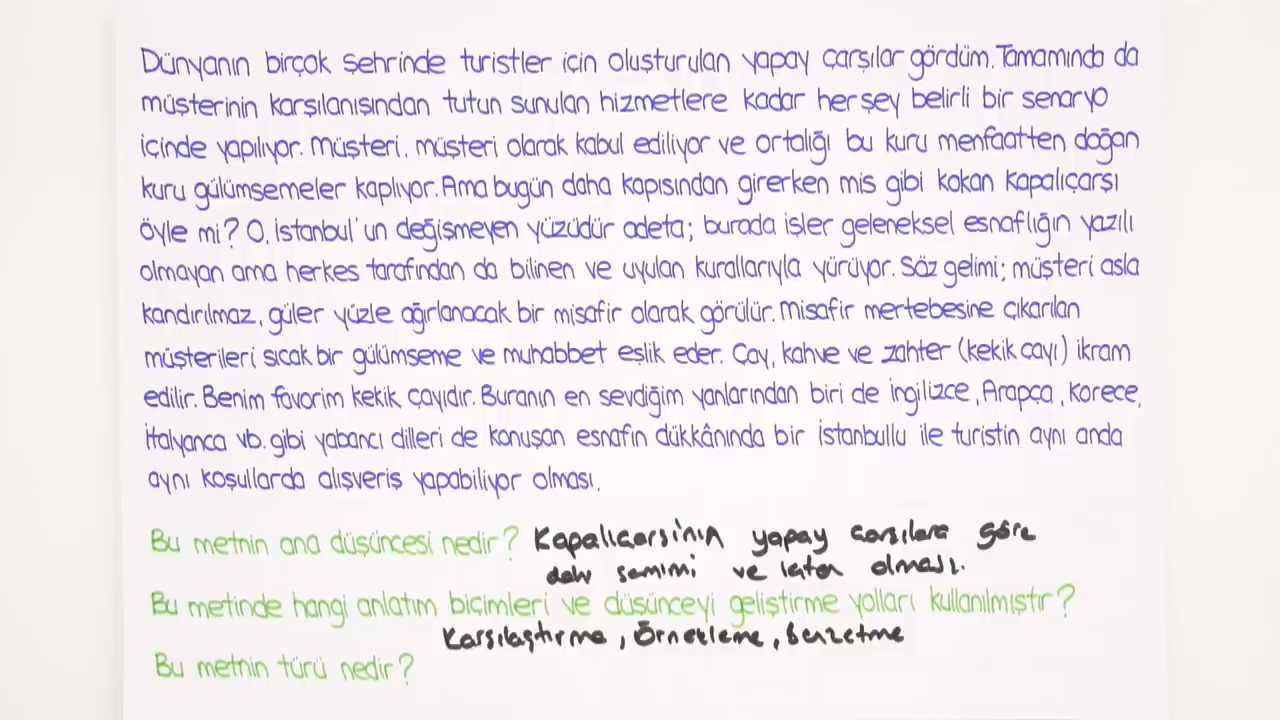 Dünyanın birçok şehrinde turistler için oluşturulan yapay çarşılar gördüm. Tamamında da
müşterinin karşılanışından tutun sunulan hizmetlere kadar herşey belirli bir senaryo
içinde yapılıyor. Müşteri, müşteri olarak kabul ediliyor ve ortalığı bu kuru menfaatten doğan
kuru gülümsemeler kaplıyor. Ama bugün daha kapısından girerken mis gibi kokan Kapalıçarşı
öyle mi? O, İstanbul'un değişmeyen yüzüdür adeta; burada işler geleneksel esnaflığın yazılı
olmayan ama herkes tarafından da bilinen ve uyulan kurallarıyla yürüyor. Söz gelimi; müşteri asla
kandırılmaz, güler yüzle ağırlanacak bir misafir olarak görülür. Misafir mertebesine çıkarılan
müşterileri sıcak bir gülümseme ve muhabbet eşlik eder. Çay, kahve ve zahter (kekik çayı) ikram
edilir. Benim favorim kekik çayıdır. Buranın en sevdiğim yanlarından biri de İngilizce, Arapça, Korece,
İtalyanca vb. gibi yabancı dilleri de konuşan esnafın dükkânında bir İstanbullu ile turistin aynı anda
aynı koşullarda alışveriş yapabiliyor olması.
Bu metnin ana düşüncesi nedir? Kapalıçarşı'nın yapay çarşılara göre
daha samimi ve olması.
Bu metinde hangi anlatım biçimleri ve düşünceyi geliştirme yolları kullanılmıştır?
Karşılaştırma, Örnekleme, Benzetme
Bu metnin türü nedir?